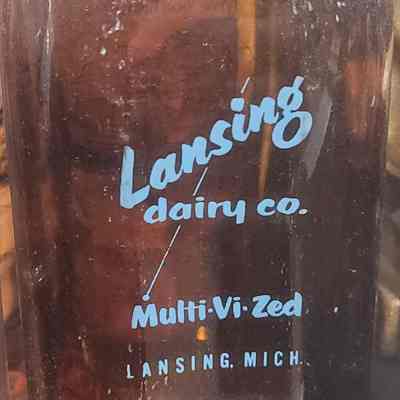 Lansing
dairy co.
Multi-Vi-Zed
LANSING, MICH.